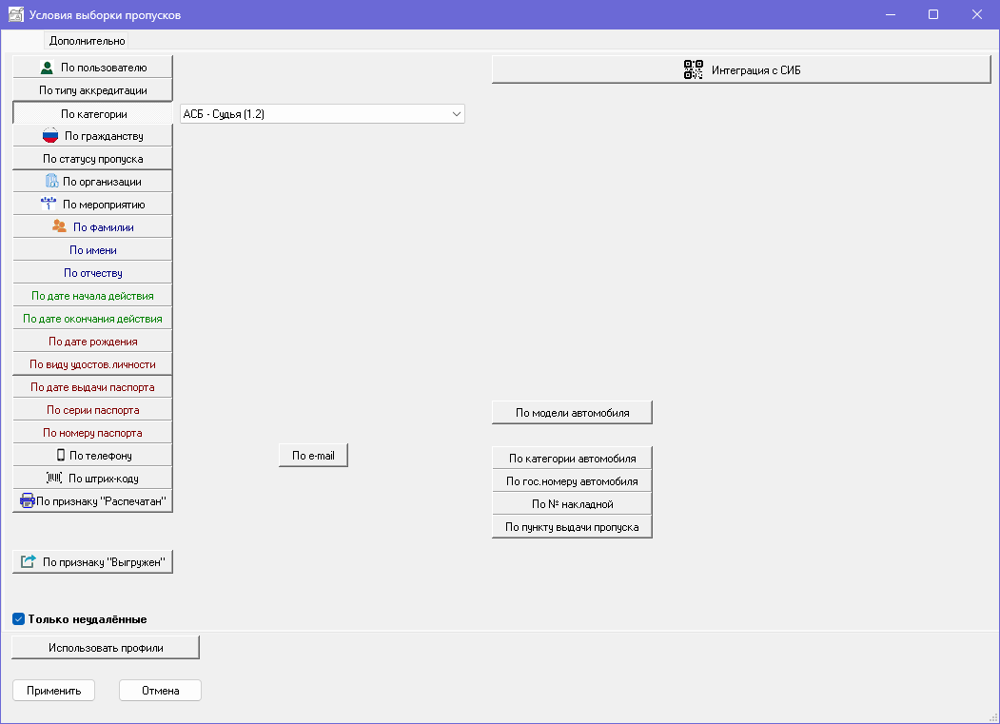 Условия выборки пропусков
Дополнительно
По пользователю
Интеграция с СИБ
По типу аккредитации
По категории
АСБ - Судья (1.2)
По гражданству
По статусу пропуска
По организации
По мероприятию
По фамилии
По имени
По отчеству
По дате начала действия
По дате окончания действия
По дате рождения
По виду удостов.личности
По дате выдачи паспорта
По серии паспорта
По номеру паспорта
По телефону
По штрих-коду
По признаку "Распечатан"
По e-mail
По модели автомобиля
По категории автомобиля
По гос.номеру автомобиля
По № накладной
По пункту выдачи пропуска
По признаку "Выгружен"
Только неудалённые
Использовать профили
Применить
Отмена